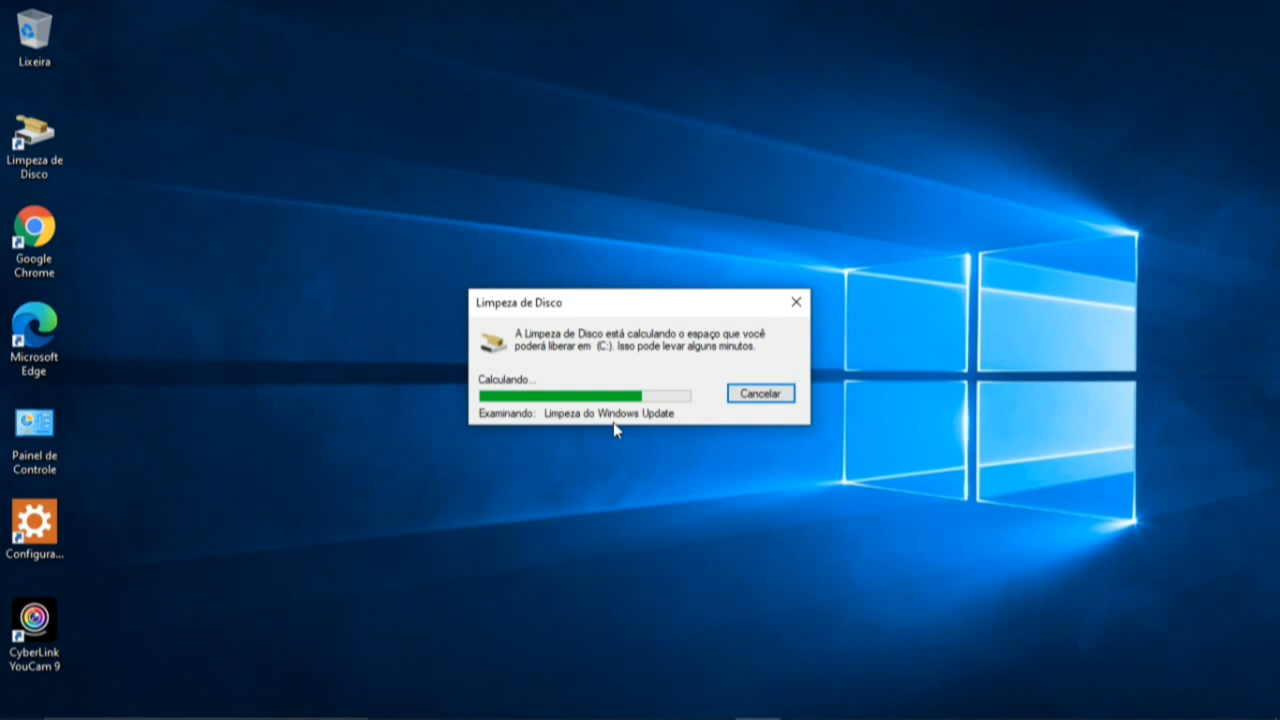 Lixeira
Limpeza de
Disco
Google
Chrome
Microsoft
Edge
Painel de
Controle
Configura...
CyberLink
YouCam 9
Limpeza de Disco
A Limpeza de Disco está calculando o espaço que você
poderá liberar em (C:). Isso pode levar alguns minutos.
Calculando...
Cancelar
Examinando: Limpeza do Windows Update